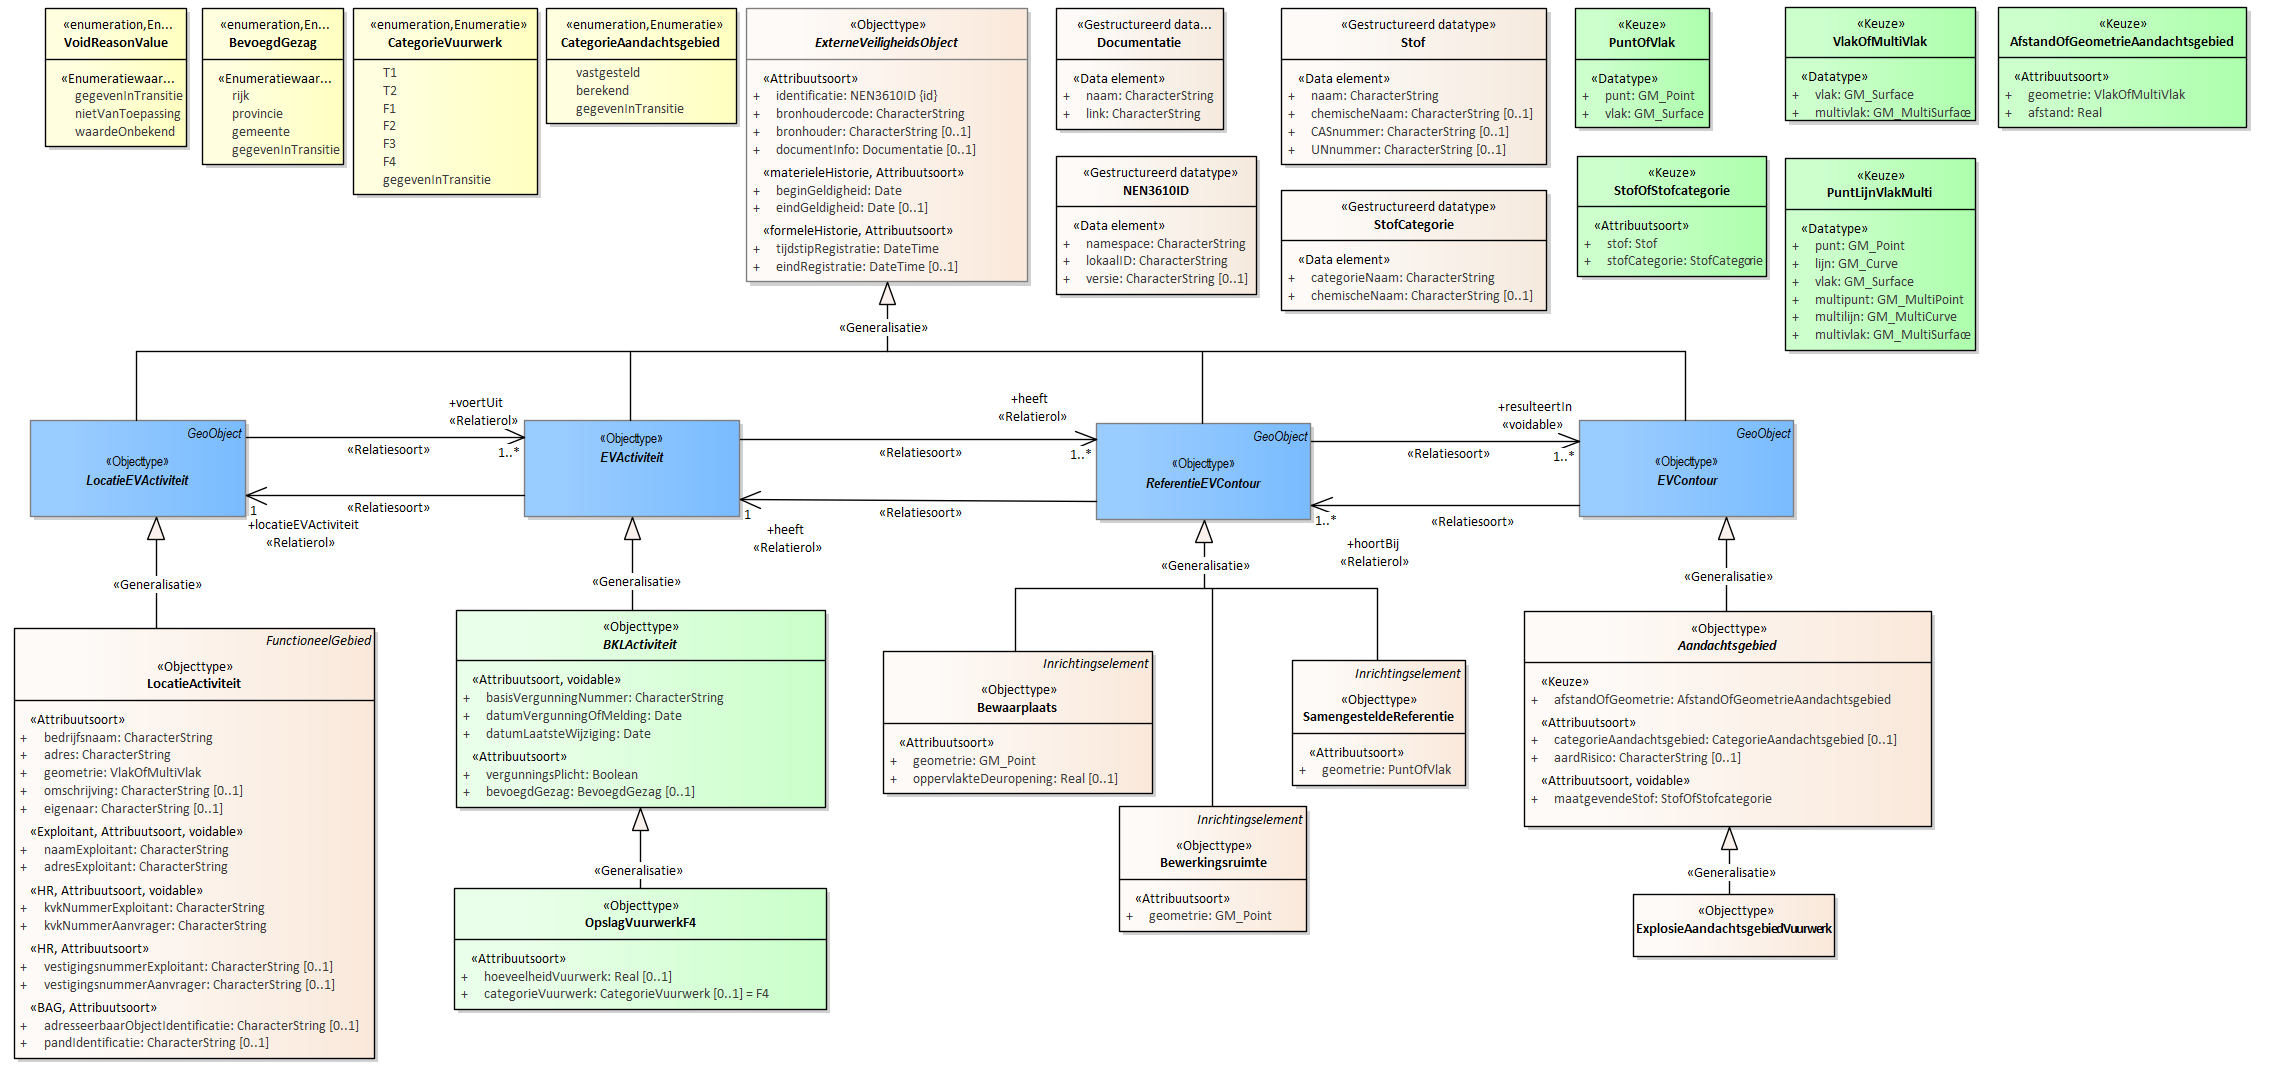 «enumeration,En...
VoidReasonValue
«Enumeratiewaar...
gegevenInTransitie
nietVanToepassing
waardeOnbekend
«enumeration,En...
BevoegdGezag
«Enumeratiewaar...
rijk
provincie
gemeente
gegevenInTransitie
«enumeration,Enumeratie»
CategorieVuurwerk
T1
T2
F1
F2
F3
F4
gegevenInTransitie
«enumeration,Enumeratie»
CategorieAandachtsgebied
vastgesteld
berekend
gegevenInTransitie
«Objecttype»
ExterneVeiligheidsObject
«Attribuutsoort»
+ identificatie: NEN3610ID {id}
+ bronhoudercode: CharacterString
+ bronhouder: CharacterString [0..1]
+ documentInfo: Documentatie [0..1]
«materieleHistorie, Attribuutsoort»
+ beginGeldigheid: Date
+ eindGeldigheid: Date [0..1]
«formeleHistorie, Attribuutsoort»
+ tijdstipRegistratie: DateTime
+ eindRegistratie: DateTime [0..1]
«Gestructureerd data...
Documentatie
«Data element»
+ naam: CharacterString
+ link: CharacterString
«Gestructureerd datatype»
NEN3610ID
«Data element»
+ namespace: CharacterString
+ lokaalID: CharacterString
+ versie: CharacterString [0..1]
«Gestructureerd datatype»
Stof
«Data element»
+ naam: CharacterString
+ chemischeNaam: CharacterString [0..1]
+ CASnummer: CharacterString [0..1]
+ UNnummer: CharacterString [0..1]
«Gestructureerd datatype»
StofCategorie
«Data element»
+ categorieNaam: CharacterString
+ chemischeNaam: CharacterString [0..1]
«Keuze»
PuntOfVlak
«Datatype»
+ punt: GM_Point
+ vlak: GM_Surface
«Keuze»
StofOfStofcategorie
«Attribuutsoort»
+ stof: Stof
+ stofCategorie: StofCategorie
«Keuze»
VlakOfMultiVlak
«Datatype»
+ vlak: GM_Surface
+ multivlak: GM_MultiSurface
«Keuze»
PuntLijnVlakMulti
«Datatype»
+ punt: GM_Point
+ lijn: GM_Curve
+ vlak: GM_Surface
+ multipunt: GM_MultiPoint
+ multilijn: GM_MultiCurve
+ multivlak: GM_MultiSurface
«Keuze»
AfstandOfGeometrieAandachtsgebied
«Attribuutsoort»
+ geometrie: VlakOfMultiVlak
+ afstand: Real
«Generalisatie»
GeoObject
«Objecttype»
LocatieEVActiviteit
+voertUit
«Relatierol»
«Relatiesoort»
1..*
«Relatiesoort»
1
+locatieEVActiviteit
«Relatierol»
«Objecttype»
EVActiviteit
+heeft
«Relatierol»
«Relatiesoort»
1..*
«Relatiesoort»
1
+heeft
«Relatierol»
GeoObject
«Objecttype»
ReferentieEVContour
+resulteertIn
«voidable»
«Relatiesoort»
1..*
«Relatiesoort»
1..*
+hoortBij
«Relatierol»
GeoObject
«Objecttype»
EVContour
«Generalisatie»
«Generalisatie»
«Generalisatie»
«Generalisatie»
FunctioneelGebied
«Objecttype»
LocatieActiviteit
«Attribuutsoort»
+ bedrijfsnaam: CharacterString
+ adres: CharacterString
+ geometrie: VlakOfMultiVlak
+ omschrijving: CharacterString [0..1]
+ eigenaar: CharacterString [0..1]
«Exploitant, Attribuutsoort, voidable»
+ naamExploitant: CharacterString
+ adresExploitant: CharacterString
«HR, Attribuutsoort, voidable»
+ kvkNummerExploitant: CharacterString
+ kvkNummerAanvrager: CharacterString
«HR, Attribuutsoort»
+ vestigingsnummerExploitant: CharacterString [0..1]
+ vestigingsnummerAanvrager: CharacterString [0..1]
«BAG, Attribuutsoort»
+ adresseerbaarObjectIdentificatie: CharacterString [0..1]
+ pandIdentificatie: CharacterString [0..1]
«Objecttype»
BKLActiviteit
«Attribuutsoort, voidable»
+ basisVergunningNummer: CharacterString
+ datumVergunningOfMelding: Date
+ datumLaatsteWijziging: Date
«Attribuutsoort»
+ vergunningsPlicht: Boolean
+ bevoegdGezag: BevoegdGezag [0..1]
«Generalisatie»
«Objecttype»
OpslagVuurwerkF4
«Attribuutsoort»
+ hoeveelheidVuurwerk: Real [0..1]
+ categorieVuurwerk: CategorieVuurwerk [0..1] = F4
Inrichtingselement
«Objecttype»
Bewaarplaats
«Attribuutsoort»
+ geometrie: GM_Point
+ oppervlakteDeuropening: Real [0..1]
Inrichtingselement
«Objecttype»
Bewerkingsruimte
«Attribuutsoort»
+ geometrie: GM_Point
Inrichtingselement
«Objecttype»
SamengesteldeReferentie
«Attribuutsoort»
+ geometrie: PuntOfVlak
«Objecttype»
Aandachtsgebied
«Keuze»
+ afstandOfGeometrie: AfstandOfGeometrieAandachtsgebied
«Attribuutsoort»
+ categorieAandachtsgebied: CategorieAandachtsgebied [0..1]
+ aardRisico: CharacterString [0..1]
«Attribuutsoort, voidable»
+ maatgevendeStof: StofOfStofcategorie
«Generalisatie»
«Objecttype»
ExplosieAandachtsgebiedVuurwerk